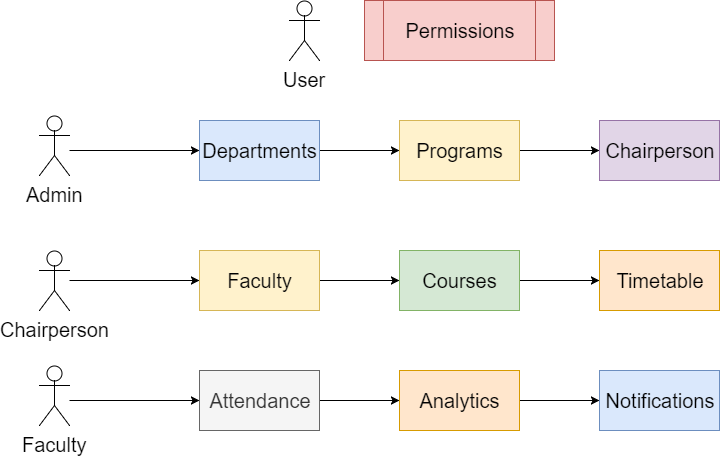 Permissions
User
Departments
Programs
Chairperson
Admin
Faculty
Courses
Timetable
Chairperson
Attendance
Analytics
Notifications
Faculty